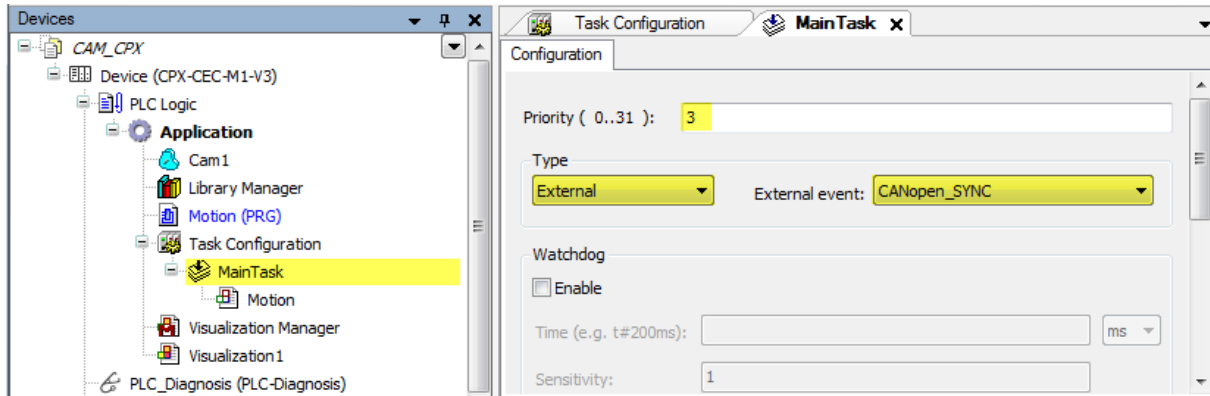 Devices
CAM_CPX
Device (CPX-CEC-M1-V3)
PLC Logic
Application
Cam1
Library Manager
Motion (PRG)
Task Configuration
MainTask
Motion
Visualization Manager
Visualization1
PLC_Diagnosis (PLC-Diagnosis)
Task Configuration MainTask X
Configuration
Priority ( 0..31 ): 3
Type
External External event: CANopen_SYNC
Watchdog
Enable
Time (e.g. t#200ms): ms
Sensitivity: 1